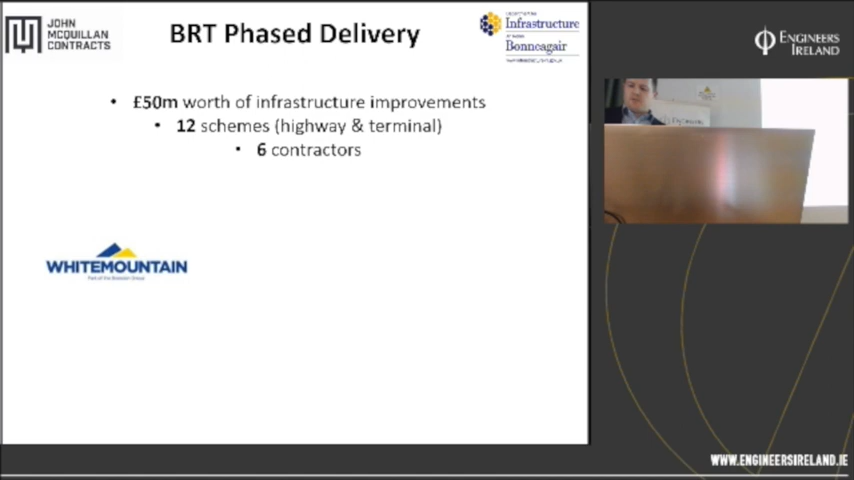 JOHN
MCQUILLAN
CONTRACTS
BRT Phased Delivery
Infrastructure
Bonneagair
ENGINEERS
IRELAND
• £50m worth of infrastructure improvements
• 12 schemes (highway & terminal)
• 6 contractors
WHITEMOUNTAIN
WWW.ENGINEERSIRELAND.IE